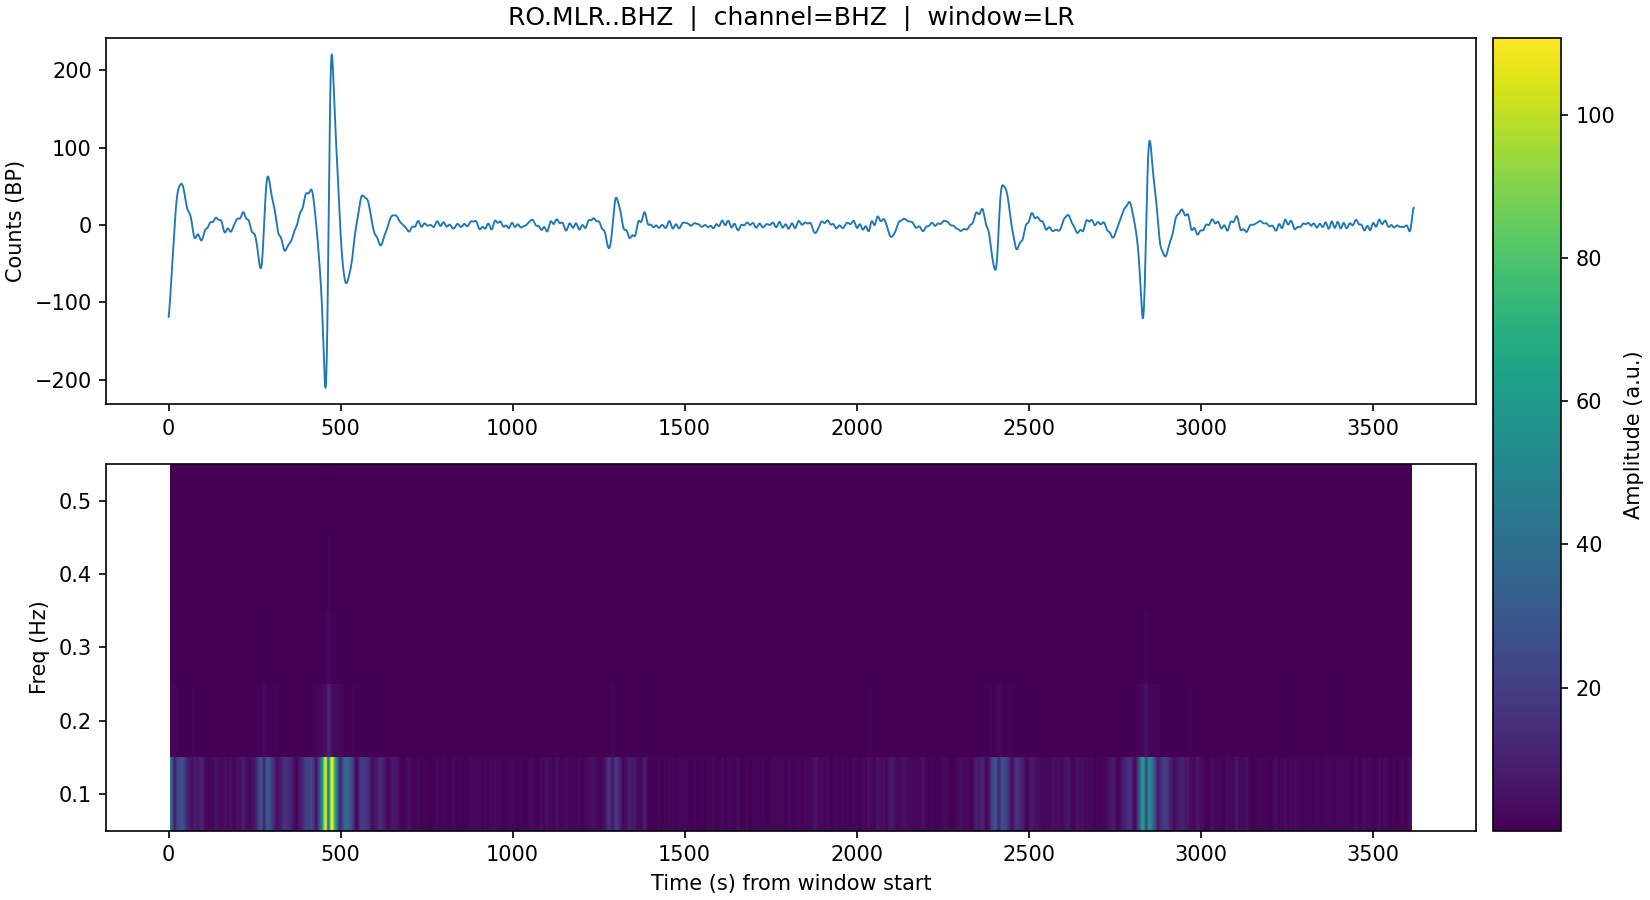 RO.MLR..BHZ | channel=BHZ | window=LR
Counts (BP)
200
100
0
−100
−200
0 500 1000 1500 2000 2500 3000 3500
Freq (Hz)
0.5
0.4
0.3
0.2
0.1
0 500 1000 1500 2000 2500 3000 3500
Time (s) from window start
100
80
60
40
20
Amplitude (a.u.)